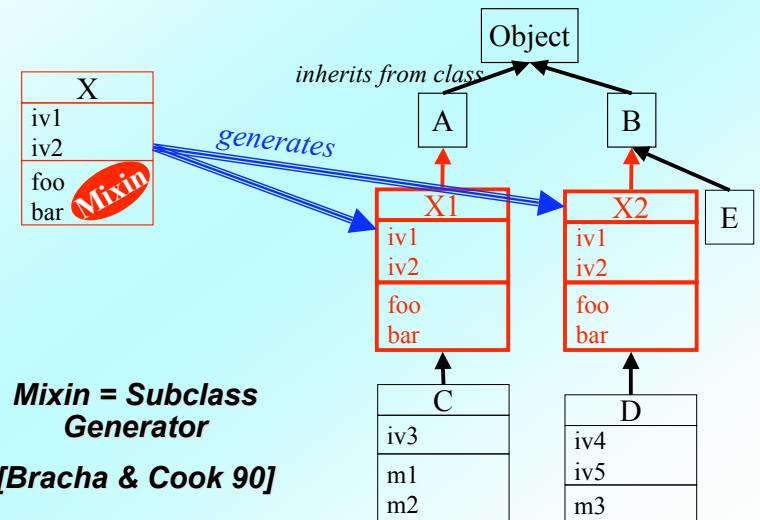 Object
inherits from class
X
iv1
iv2
foo
bar
Mixin
generates
A
B
E
X1
iv1
iv2
foo
bar
X2
iv1
iv2
foo
bar
C
iv3
m1
m2
D
iv4
iv5
m3
Mixin = Subclass
Generator
[Bracha & Cook 90]